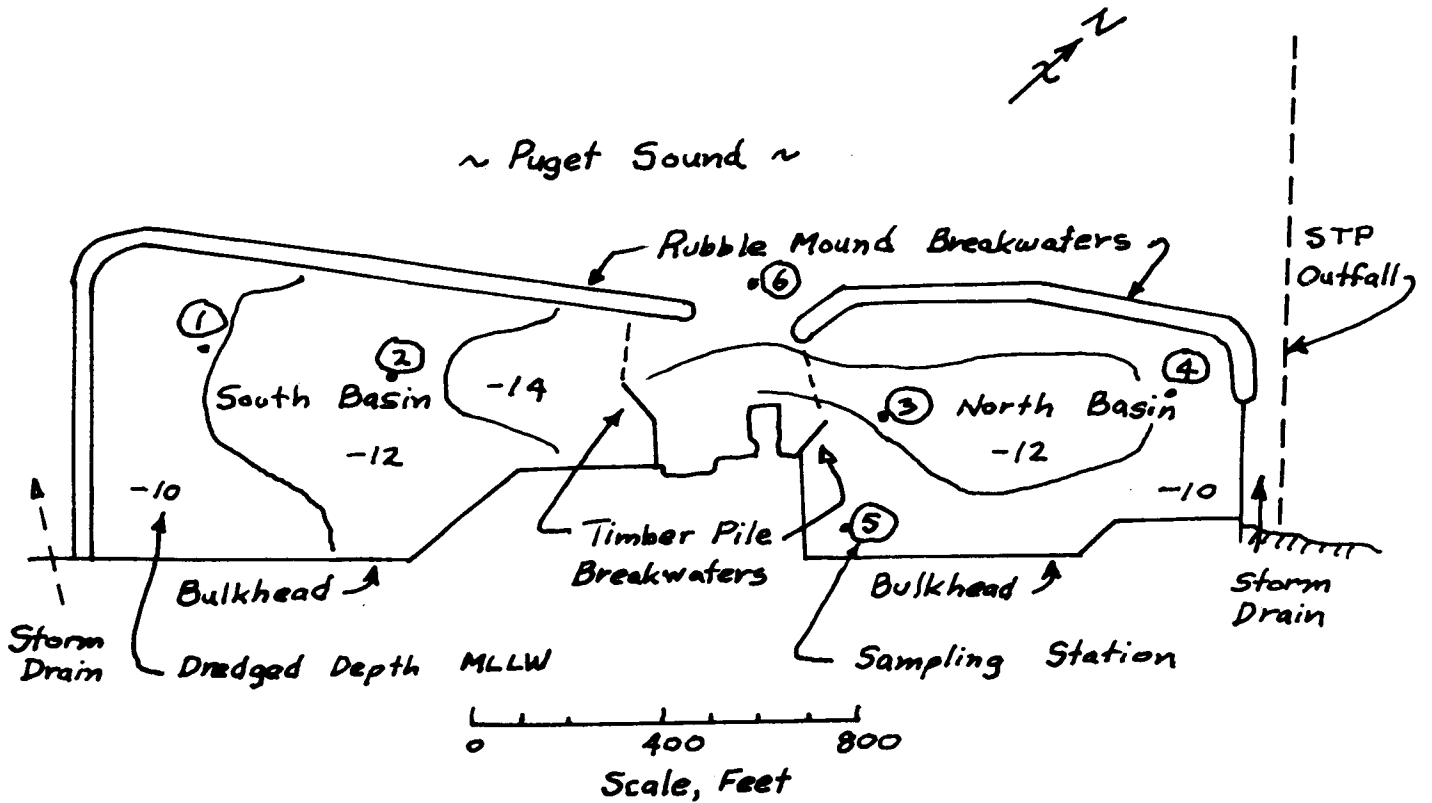 N
~ Puget Sound ~
Rubble Mound Breakwaters
STP
Outfall
6
1
2
South Basin
-14
-12
-10
4
3
North Basin
-12
-10
5
Timber Pile
Breakwaters
Bulkhead
Bulkhead
Storm
Drain
Storm
Drain
Dredged Depth MLLW
Sampling Station
0 400 800
Scale, Feet